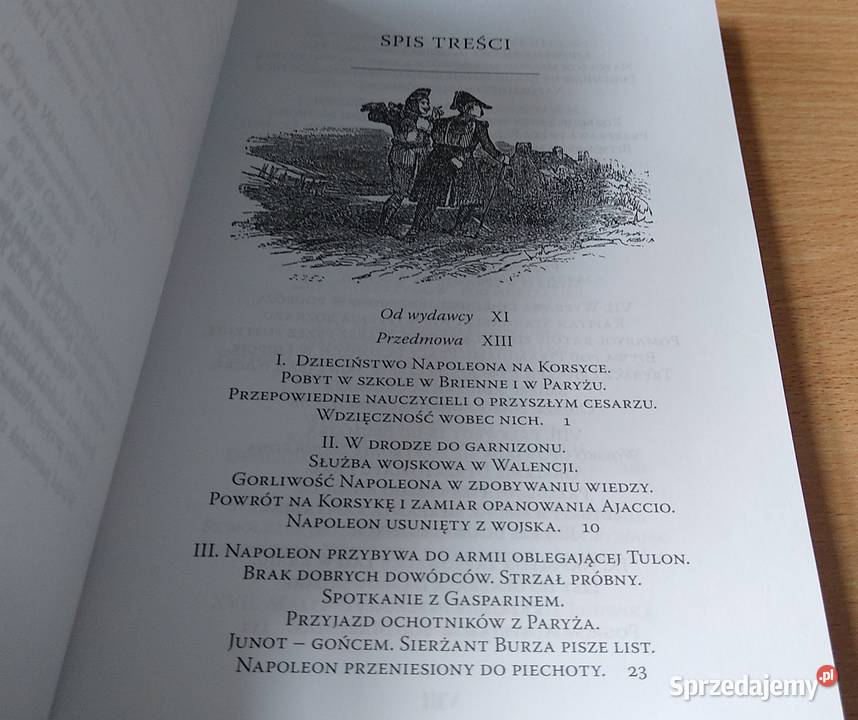 SPIS TREŚCI
Od wydawcy XI
Przedmowa XIII
I. Dzieciństwo Napoleona na Korsyce.
Pobyt w szkole w Brienne i w Paryżu.
Przepowiednie nauczycieli o przyszłym cesarzu.
Wdzięczność wobec nich. 1
II. W drodze do garnizonu.
Służba wojskowa w Walencji.
Gorliwość Napoleona w zdobywaniu wiedzy.
Powrót na Korsykę i zamiar opanowania Ajaccio.
Napoleon usunięty z wojska. 10
III. Napoleon przybywa do armii oblegającej Tulon.
Brak dobrych dowódców. Strzał próbny.
Spotkanie z Gasparinem.
Przyjazd ochotników z Paryża.
Junot – gońcem. Sierżant Burza pisze list.
Napoleon przeniesiony do piechoty. 23
VIII
Sprzedajemy.pl